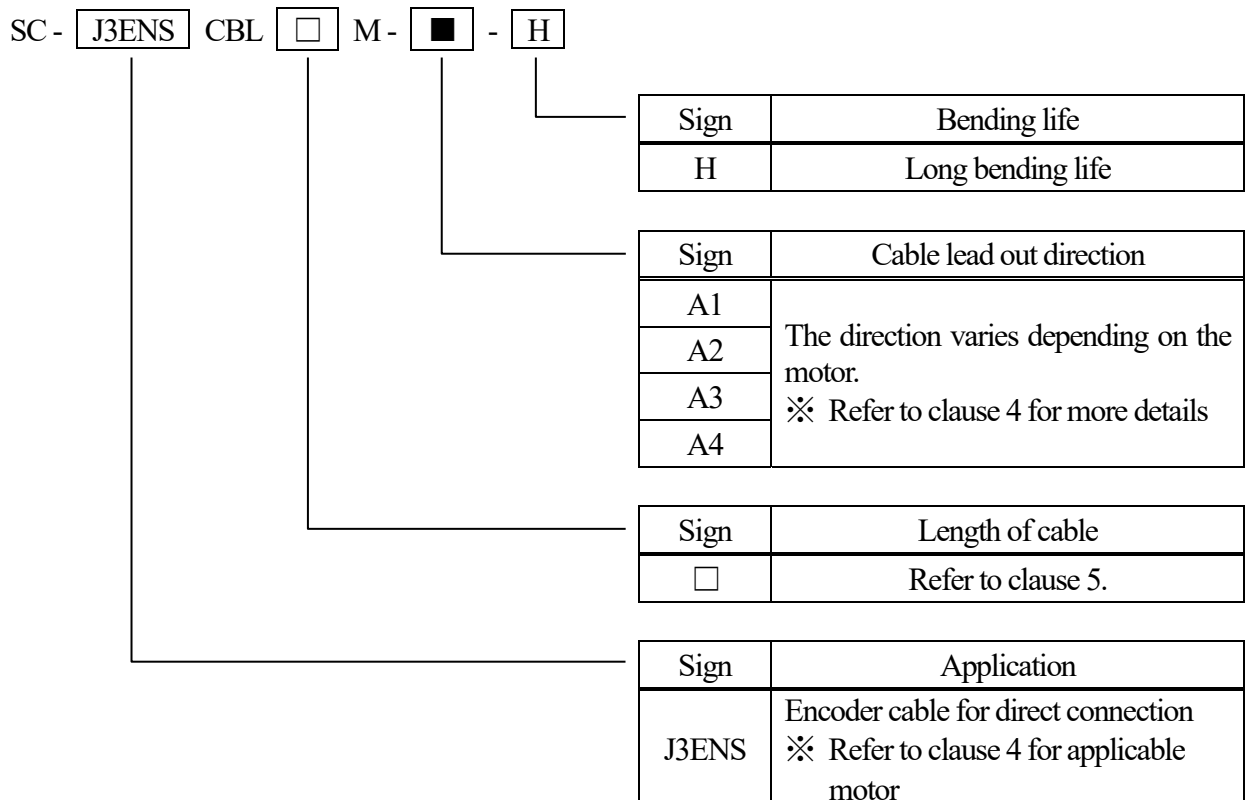 SC - J3ENS CBL □ M - ■ - H
Sign Bending life
H Long bending life
Sign Cable lead out direction
A1
A2
A3
A4
The direction varies depending on the
motor.
※ Refer to clause 4 for more details
Sign Length of cable
□ Refer to clause 5.
Sign Application
J3ENS
Encoder cable for direct connection
※ Refer to clause 4 for applicable
motor